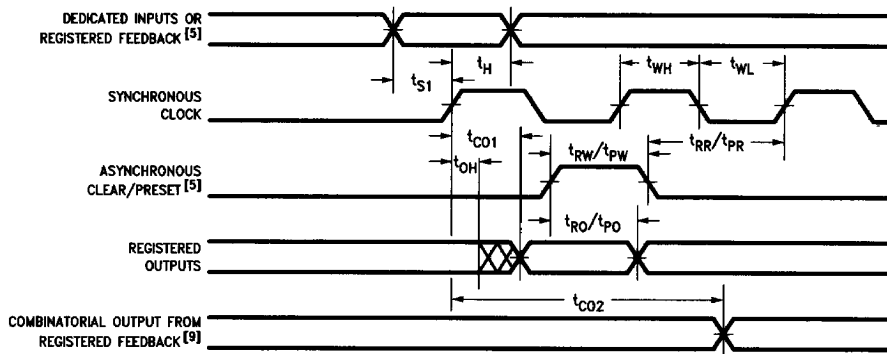 DEDICATED INPUTS OR
REGISTERED FEEDBACK [5]
tS1
tH
tWH
tWL
SYNCHRONOUS
CLOCK
tCO1
tOH
tRW/tPW
tRR/tPR
ASYNCHRONOUS
CLEAR/PRESET [5]
tRO/tPO
REGISTERED
OUTPUTS
tCO2
COMBINATORIAL OUTPUT FROM
REGISTERED FEEDBACK [9]